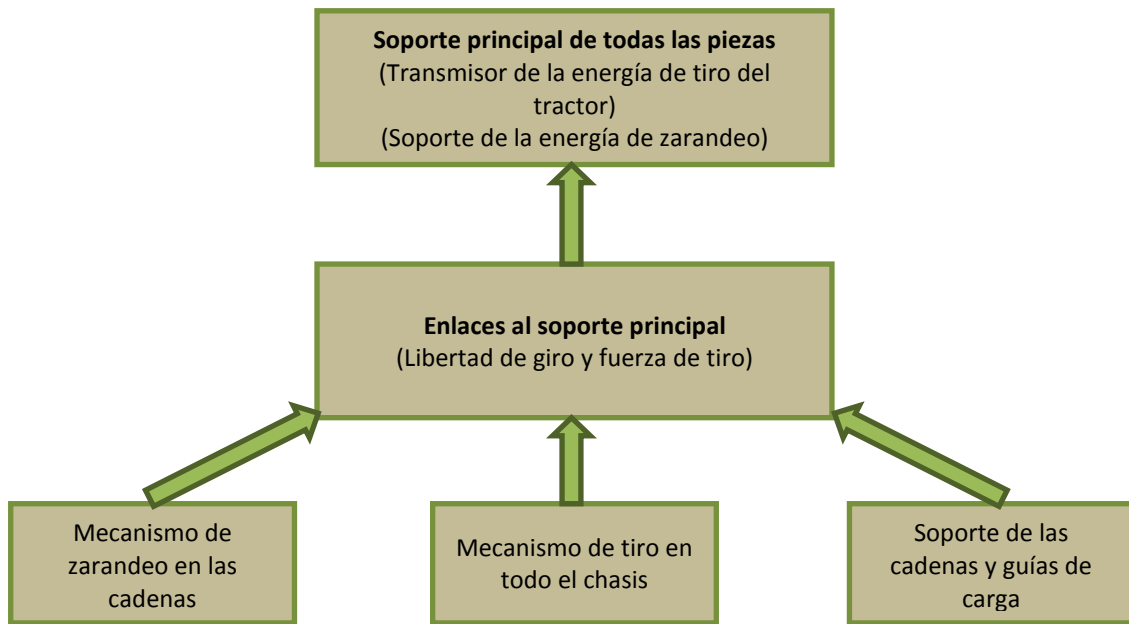 Soporte principal de todas las piezas
(Transmisor de la energía de tiro del
tractor)
(Soporte de la energía de zarandeo)
Enlaces al soporte principal
(Libertad de giro y fuerza de tiro)
Mecanismo de
zarandeo en las
cadenas
Mecanismo de tiro en
todo el chasis
Soporte de las
cadenas y guías de
carga